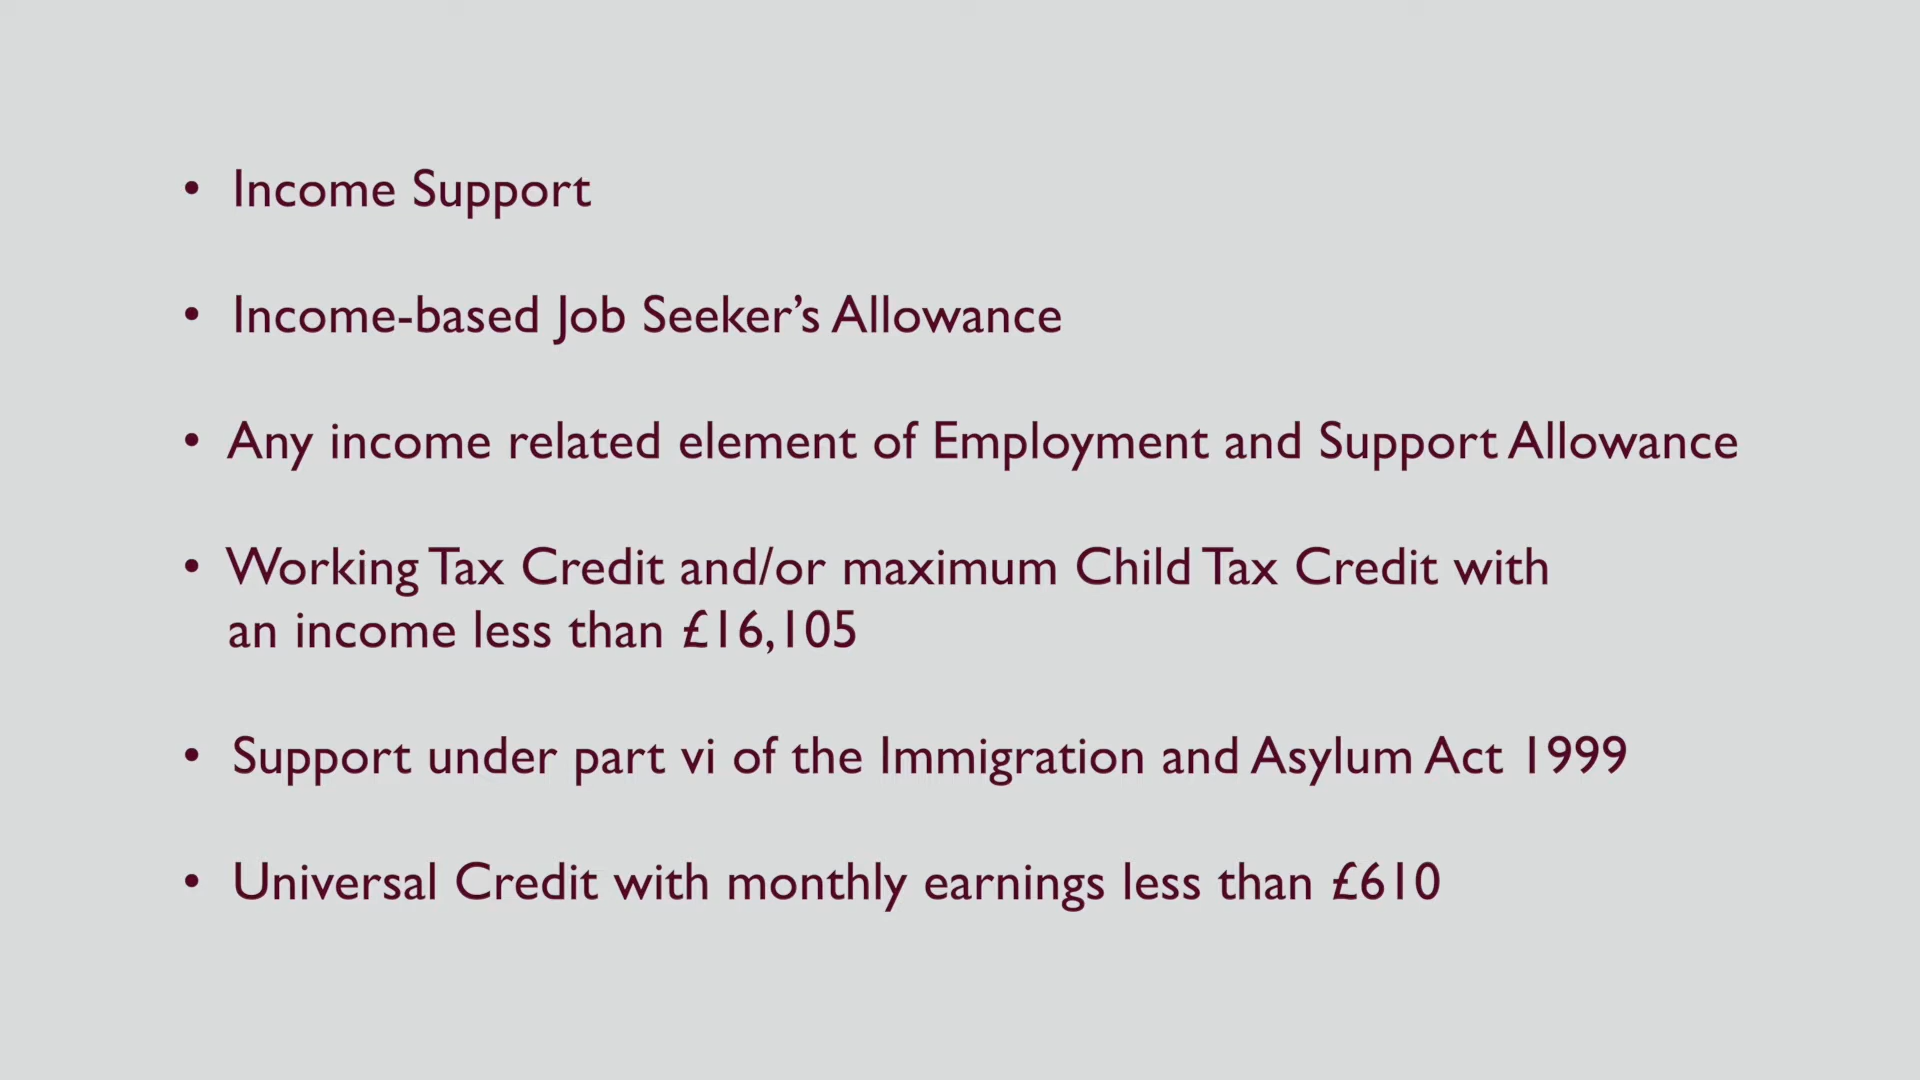 • Income Support
• Income-based Job Seeker’s Allowance
• Any income related element of Employment and Support Allowance
• Working Tax Credit and/or maximum Child Tax Credit with
an income less than £16,105
• Support under part vi of the Immigration and Asylum Act 1999
• Universal Credit with monthly earnings less than £610